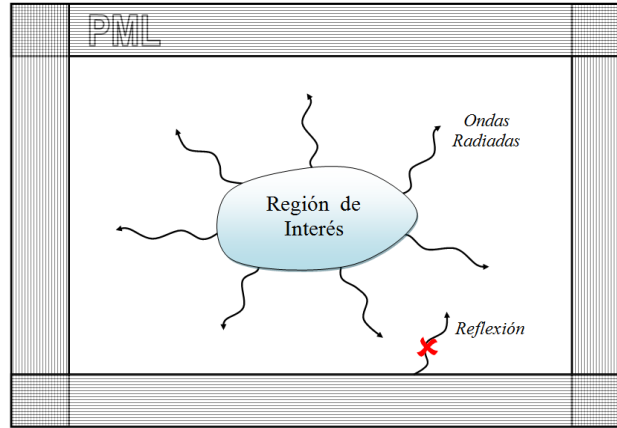 PML
Ondas
Radiadas
Región de
Interés
Reflexión